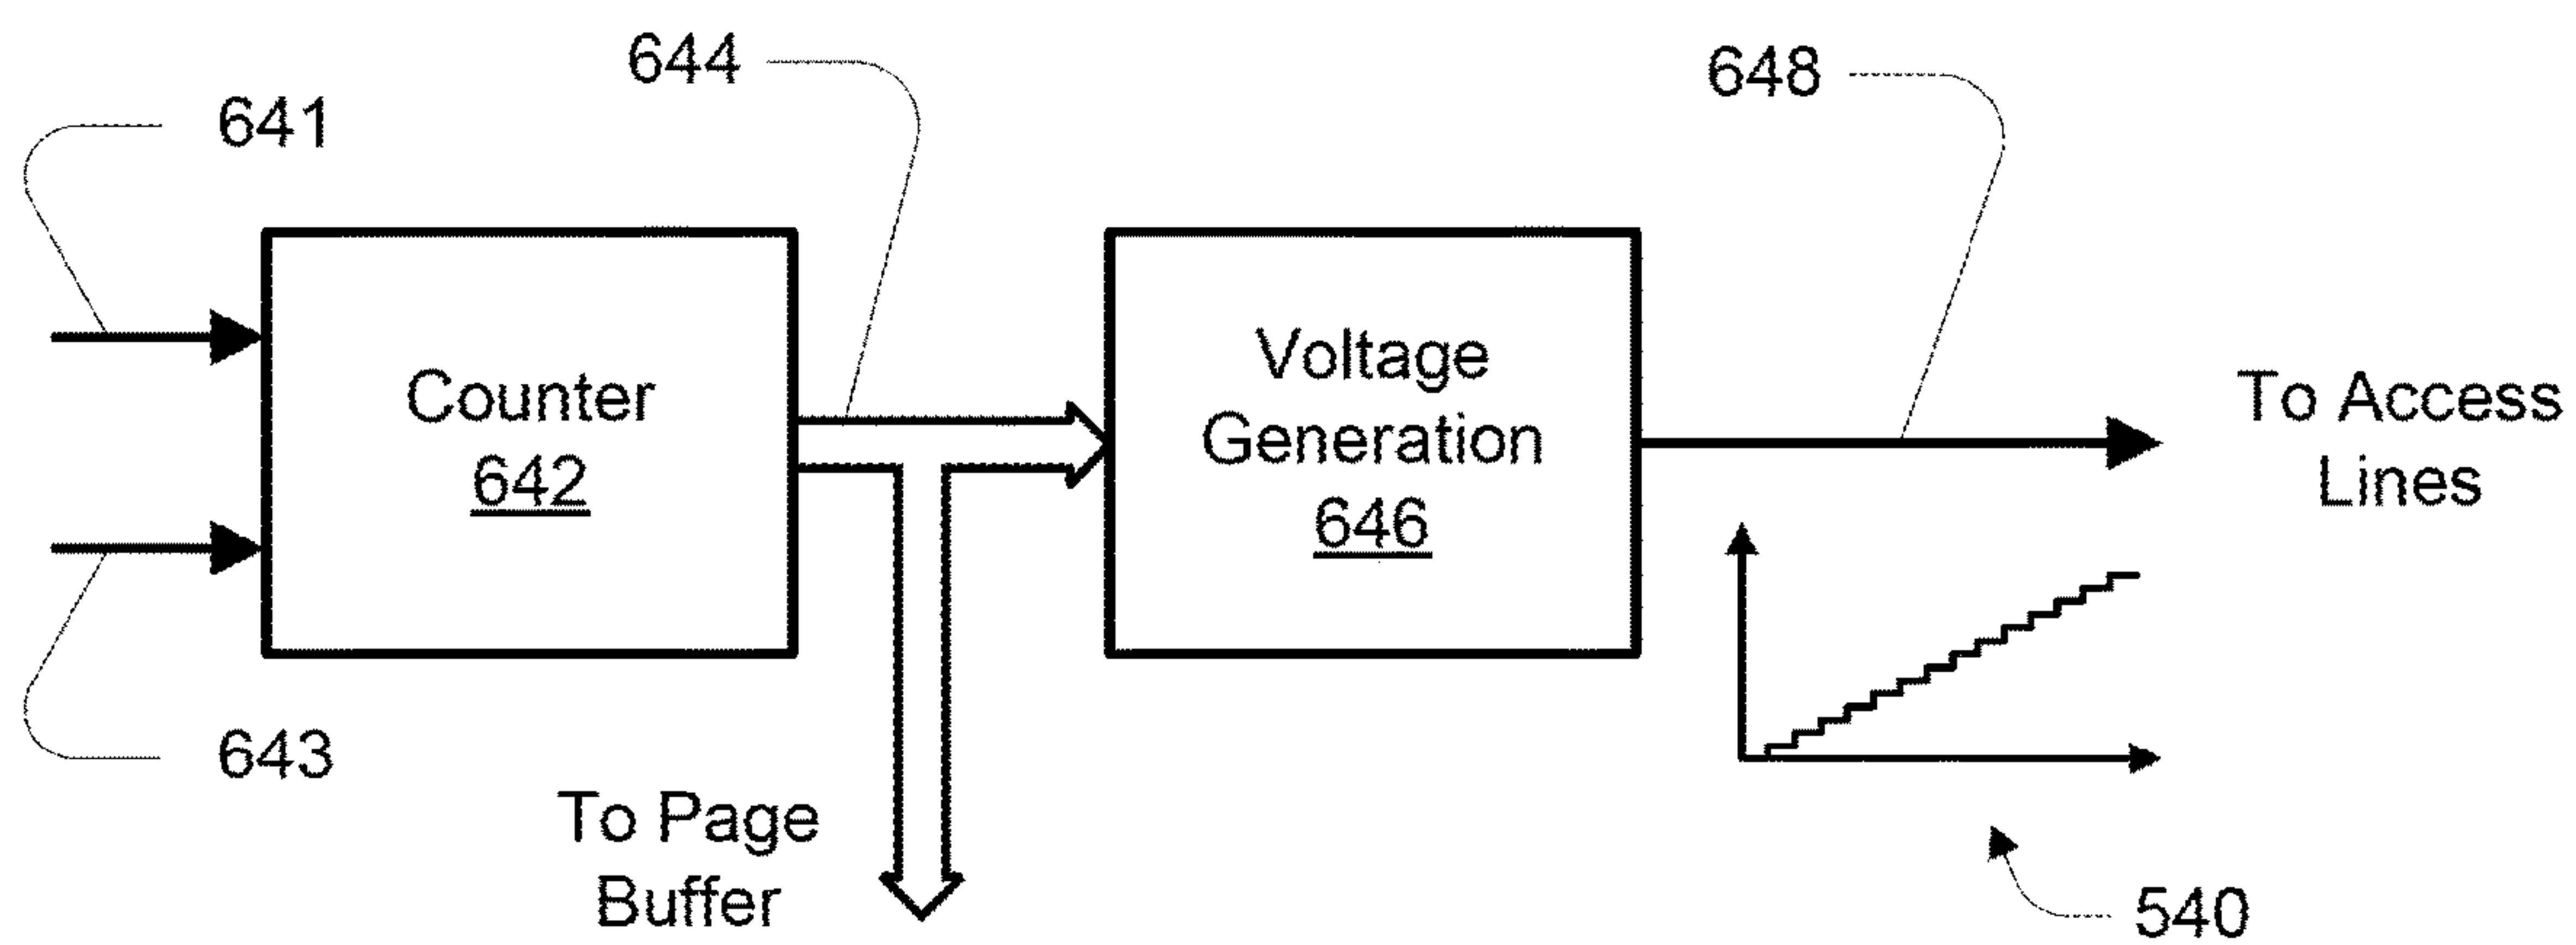 644
648
641
Counter
642
Voltage
Generation
646
To Access
Lines
643
To Page
Buffer
540